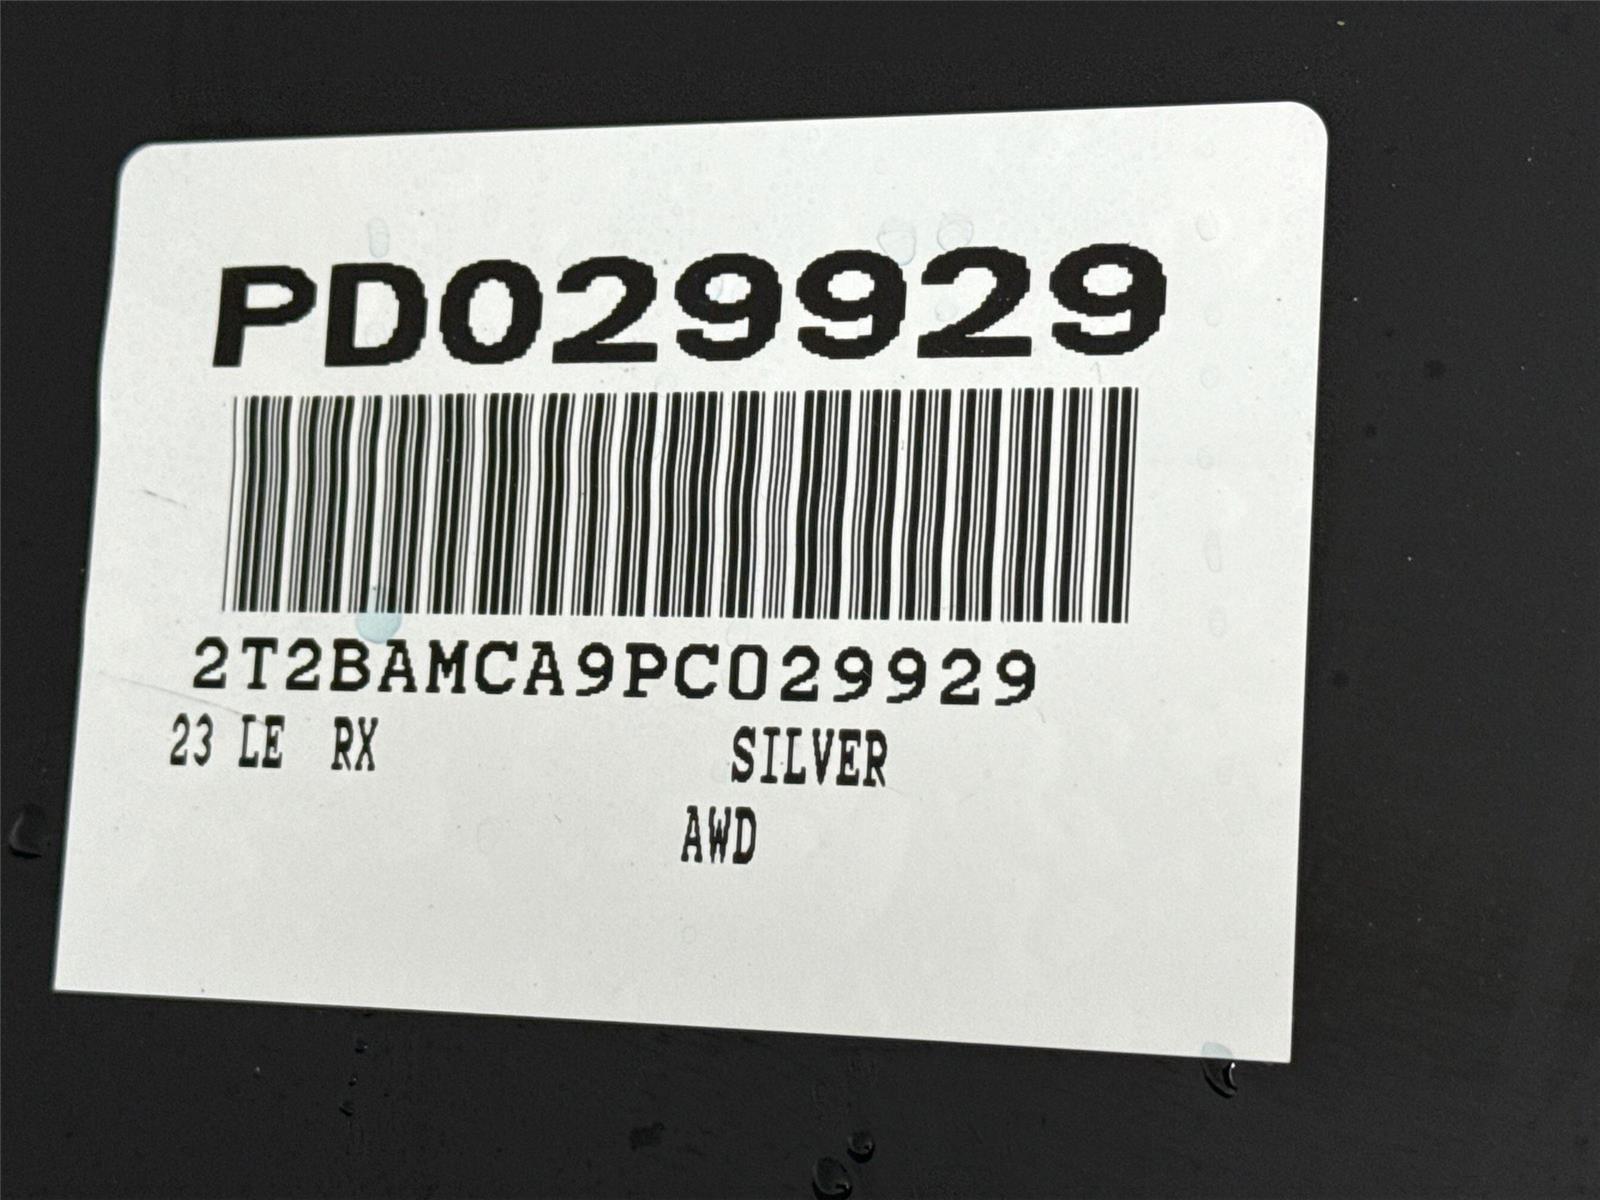 PD029929
2T2BAMCA9PC029929
23 LE RX SILVER
AWD